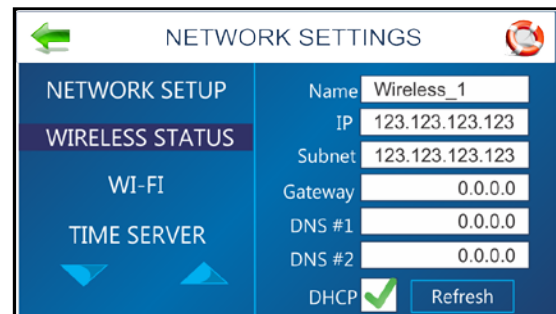 NETWORK SETTINGS
NETWORK SETUP
WIRELESS STATUS
WI-FI
TIME SERVER
Name Wireless_1
IP 123.123.123.123
Subnet 123.123.123.123
Gateway 0.0.0.0
DNS #1 0.0.0.0
DNS #2 0.0.0.0
DHCP Refresh